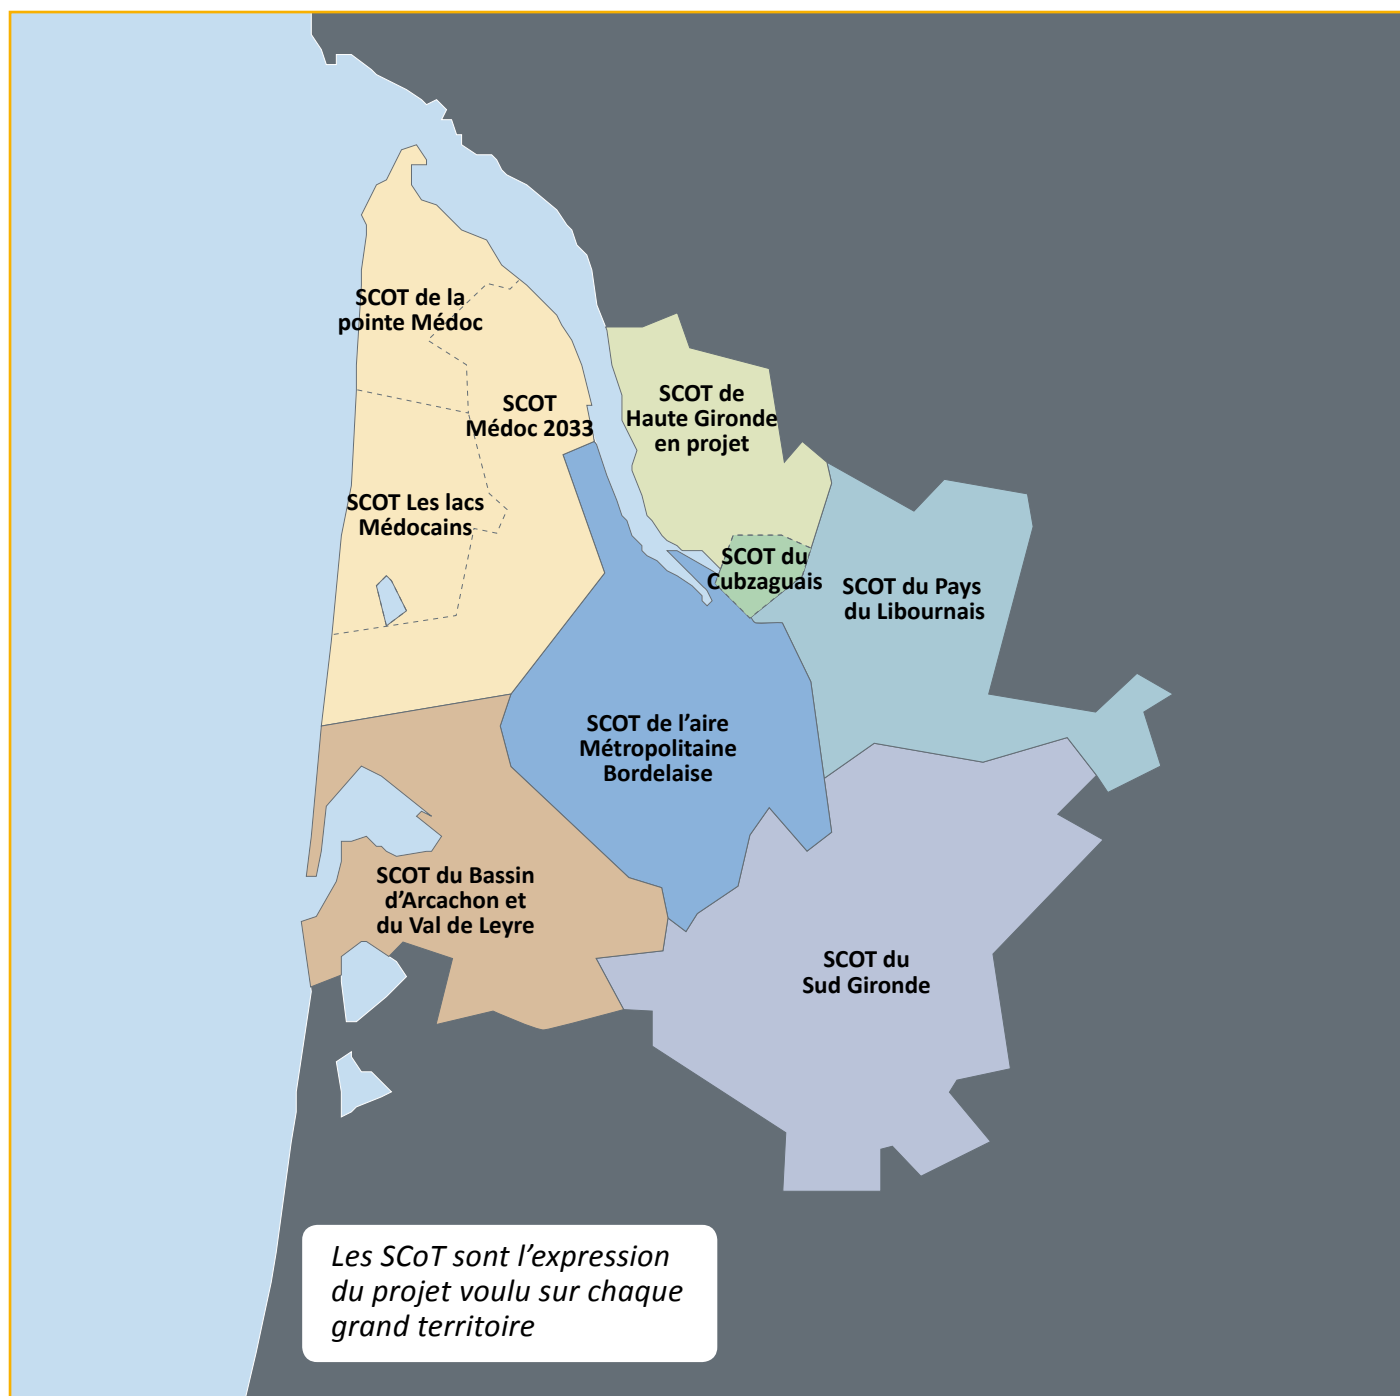 SCOT de la
pointe Médoc
SCOT
Médoc 2033
SCOT de
Haute Gironde
en projet
SCOT Les lacs
Médocains
SCOT du
Cubzaguais
SCOT du Pays
du Libournais
SCOT de l’aire
Métropolitaine
Bordelaise
SCOT du Bassin
d’Arcachon et
du Val de Leyre
SCOT du
Sud Gironde
Les SCoT sont l’expression
du projet voulu sur chaque
grand territoire